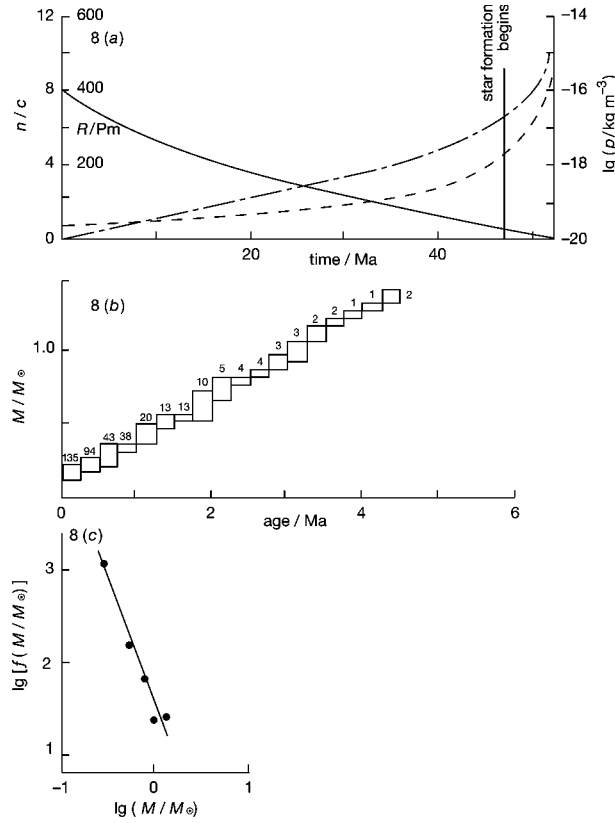 12 600 8 (a) star formation begins -14
n / c 8 400 -16 lg (ρ / kg m⁻³)
R/Pm
4 200 -18
0 -20
20 40
time / Ma
8 (b)
M / M⊙
1.0
135 94 43 38 20 13 13 10 5 4 4 3 3 2 2 1 1 2
0 2 4 6
age / Ma
8 (c)
lg [f ( M / M⊙)]
3
2
1
-1 0 1
lg ( M / M⊙)